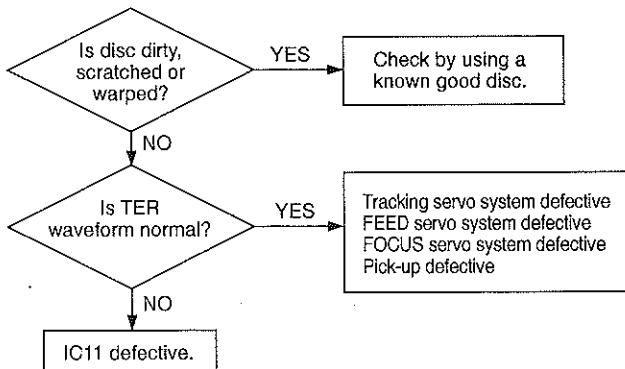 Is disc dirty,
scratched or
warped?
YES
Check by using a
known good disc.
NO
Is TER
waveform normal?
YES
Tracking servo system defective
FEED servo system defective
FOCUS servo system defective
Pick-up defective
NO
IC11 defective.